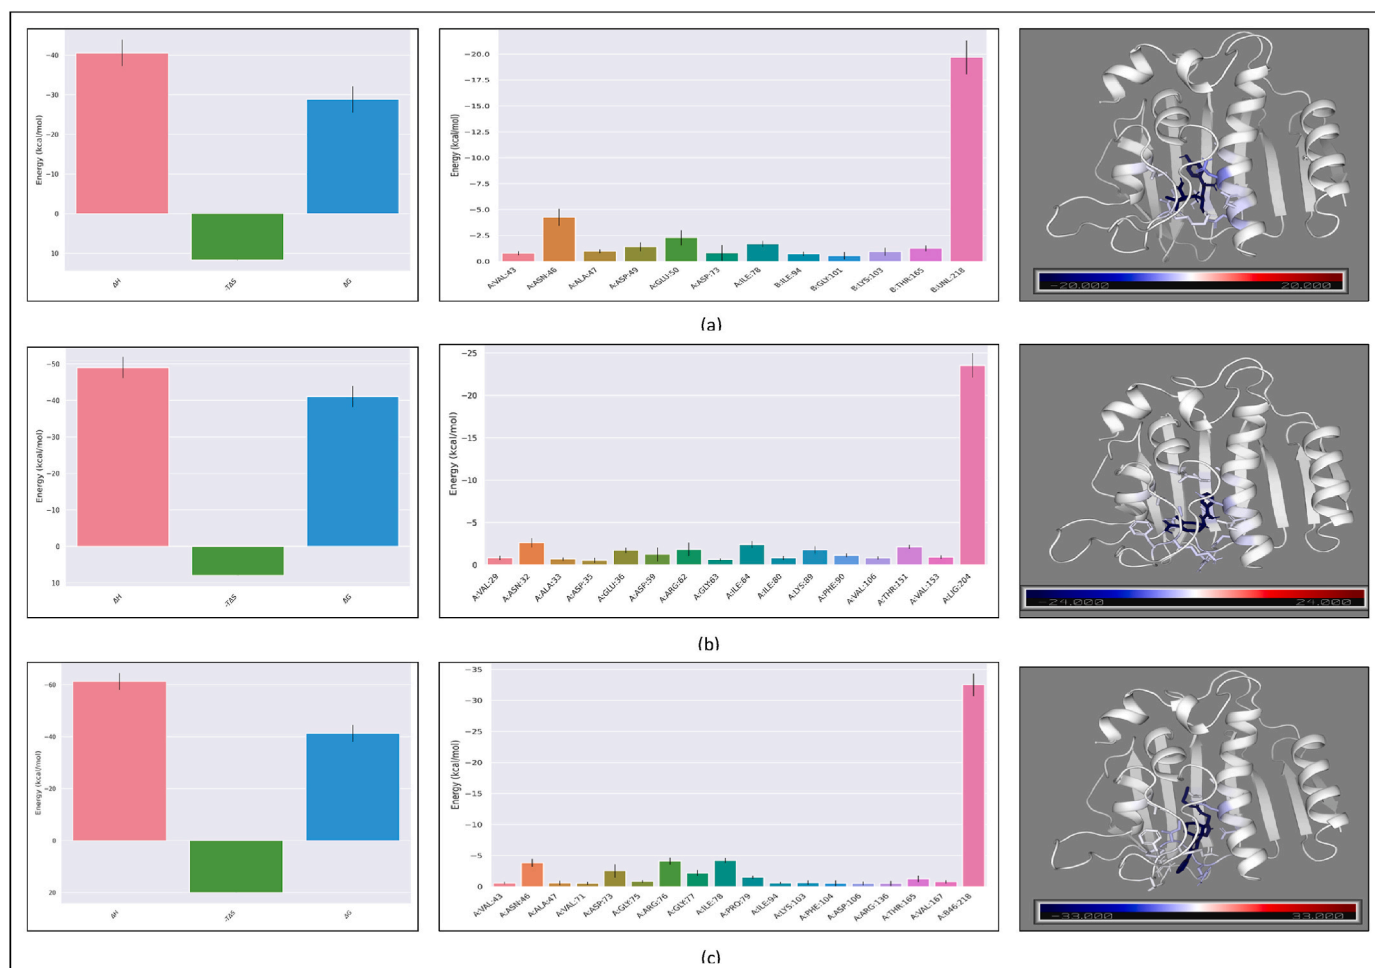 −40
−30
−20
−10
0
10
Energy (kcal/mol)
ΔH
-TΔS
ΔG
−20.0
−17.5
−15.0
−12.5
−10.0
−7.5
−5.0
−2.5
0.0
Energy (kcal/mol)
A:VAL:43
A:ASN:46
A:ALA:47
A:ASP:49
A:GLU:50
A:ASP:73
A:ILE:78
B:ILE:94
B:GLY:101
B:LYS:103
B:THR:165
B:UNL:218
-20.000 20.000
(a)
−50
−40
−30
−20
−10
0
10
Energy (kcal/mol)
ΔH
-TΔS
ΔG
−25
−20
−15
−10
−5
0
Energy (kcal/mol)
A:VAL:29
A:ASN:32
A:ALA:33
A:ASP:35
A:GLU:36
A:ASP:59
A:ARG:62
A:GLY:63
A:ILE:64
A:ILE:80
A:LYS:89
A:PHE:90
A:VAL:106
A:THR:151
A:VAL:153
A:LIG:204
-24.000 24.000
(b)
−60
−40
−20
0
20
Energy (kcal/mol)
ΔH
-TΔS
ΔG
−35
−30
−25
−20
−15
−10
−5
0
Energy (kcal/mol)
A:VAL:43
A:ASN:46
A:ALA:47
A:VAL:71
A:ASP:73
A:GLY:75
A:ARG:76
A:GLY:77
A:ILE:78
A:PRO:79
A:ILE:94
A:LYS:103
A:PHE:104
A:ASP:106
A:ARG:136
A:THR:165
A:VAL:167
A:B46:218
-33.000 33.000
(c)